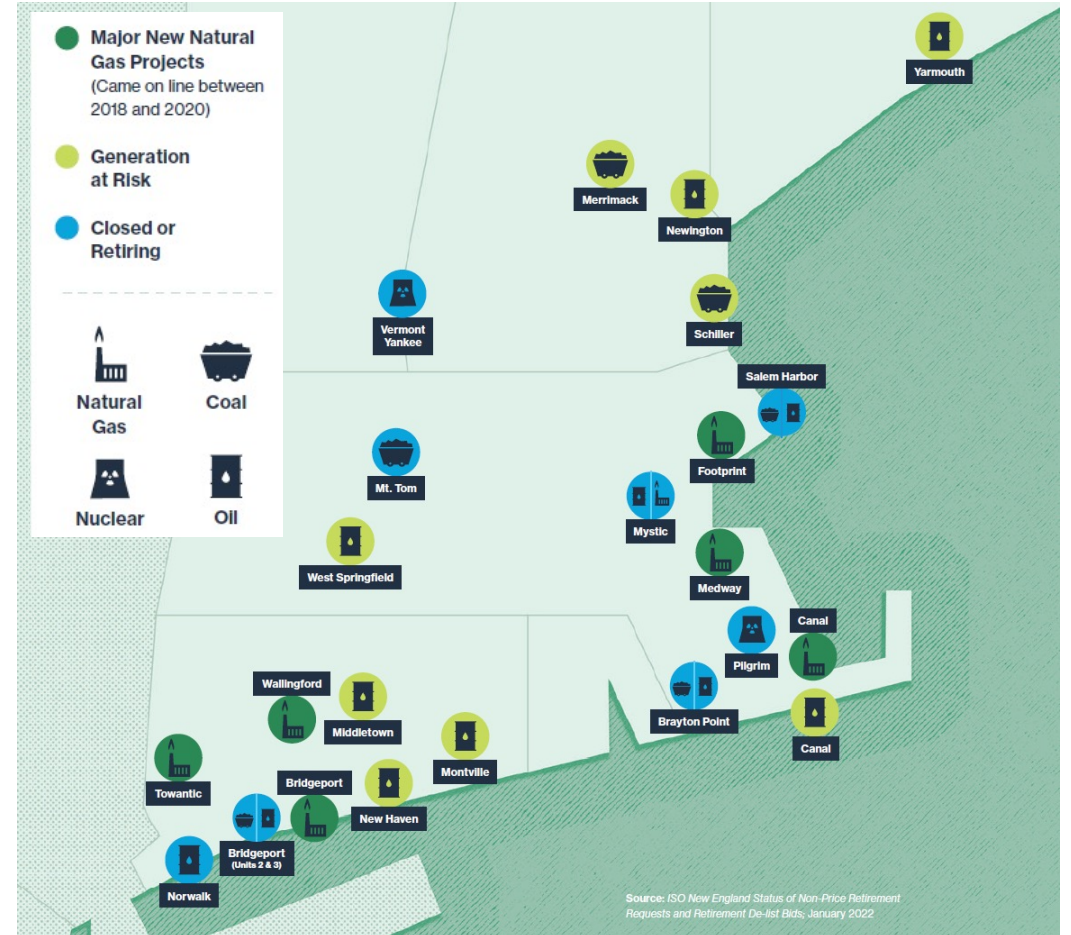 Major New Natural
Gas Projects
(Came on line between
2018 and 2020)
Generation
at Risk
Closed or
Retiring
Natural
Gas
Coal
Nuclear
Oil
Yarmouth
Merrimack
Newington
Vermont
Yankee
Schiller
Salem Harbor
Footprint
Mt. Tom
Mystic
West Springfield
Medway
Canal
Pilgrim
Wallingford
Brayton Point
Middletown
Canal
Montville
Towantic
Bridgeport
New Haven
Bridgeport
(Units 2 & 3)
Norwalk
Source: ISO New England Status of Non-Price Retirement
Requests and Retirement De-list Bids; January 2022